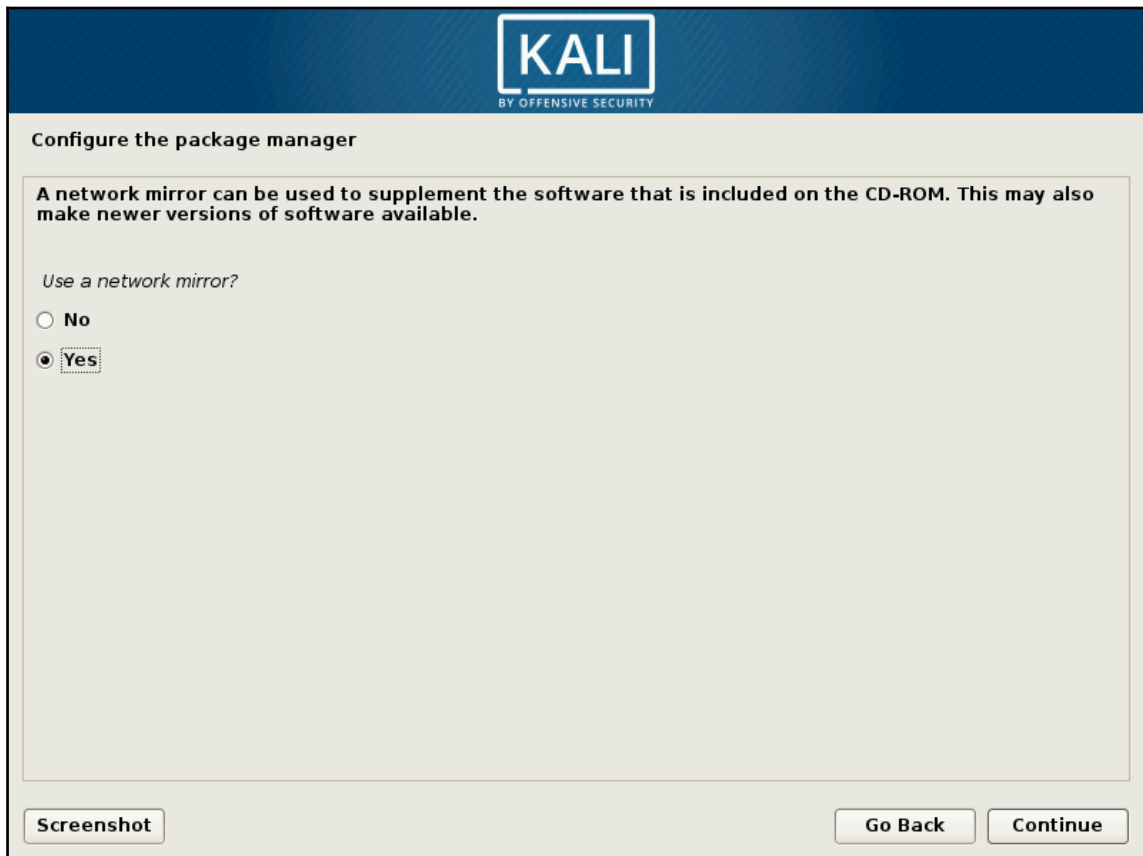 KALI
BY OFFENSIVE SECURITY
Configure the package manager
A network mirror can be used to supplement the software that is included on the CD-ROM. This may also
make newer versions of software available.
Use a network mirror?
No
Yes
Screenshot
Go Back
Continue